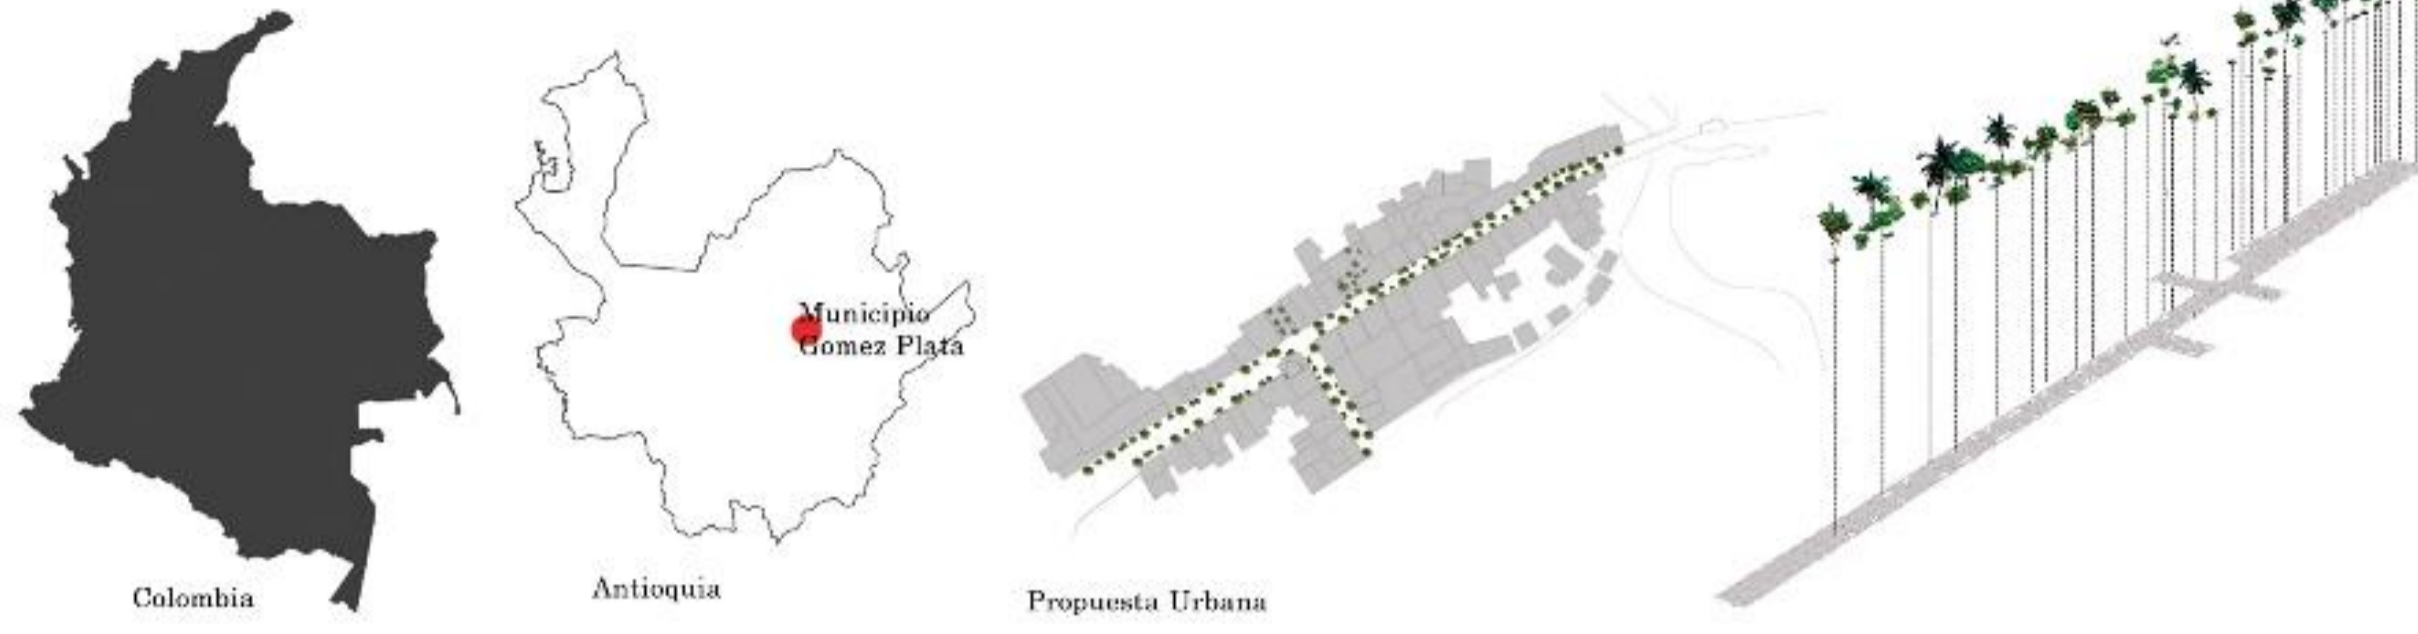 Municipio
Gomez Plata
Colombia
Antioquia
Propuesta Urbana